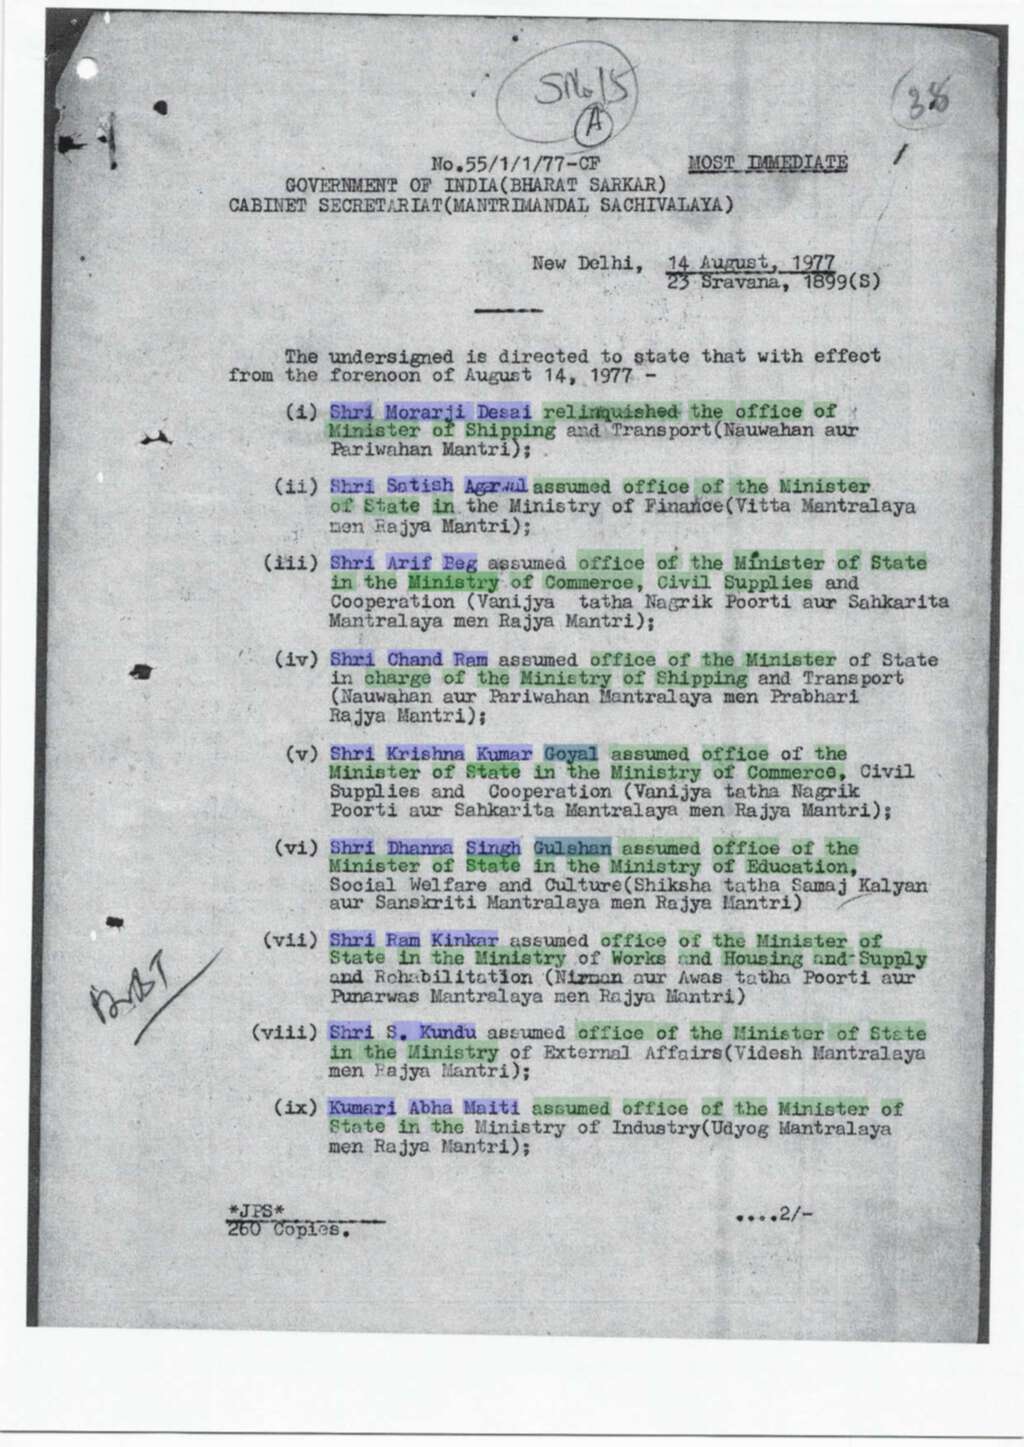 SNo 15
A
38
No.55/1/1/77-CF MOST IMMEDIATE
GOVERNMENT OF INDIA(BHARAT SARKAR)
CABINET SECRETARIAT(MANTRIMANDAL SACHIVALAYA)
New Delhi, 14 August, 1977
23 Sravana, 1899(S)
The undersigned is directed to state that with effect
from the forenoon of August 14, 1977 -
(i) Shri Morarji Desai relinquished the office of
Minister of Shipping and Transport(Nauwahan aur
Pariwahan Mantri);
(ii) Shri Satish Agarwal assumed office of the Minister
of State in the Ministry of Finance(Vitta Mantralaya
men Rajya Mantri);
(iii) Shri Arif Beg assumed office of the Minister of State
in the Ministry of Commerce, Civil Supplies and
Cooperation (Vanijya tatha Nagrik Poorti aur Sahkarita
Mantralaya men Rajya Mantri);
(iv) Shri Chand Ram assumed office of the Minister of State
in charge of the Ministry of Shipping and Transport
(Nauwahan aur Pariwahan Mantralaya men Prabhari
Rajya Mantri);
(v) Shri Krishna Kumar Goyal assumed office of the
Minister of State in the Ministry of Commerce, Civil
Supplies and Cooperation (Vanijya tatha Nagrik
Poorti aur Sahkarita Mantralaya men Rajya Mantri);
(vi) Shri Dhanna Singh Gulshan assumed office of the
Minister of State in the Ministry of Education,
Social Welfare and Culture(Shiksha tatha Samaj Kalyan
aur Sanskriti Mantralaya men Rajya Mantri)
(vii) Shri Ram Kinkar assumed office of the Minister of
State in the Ministry of Works and Housing and Supply
and Rehabilitation (Nirman aur Awas tatha Poorti aur
Punarwas Mantralaya men Rajya Mantri)
(viii) Shri S. Kundu assumed office of the Minister of State
in the Ministry of External Affairs(Videsh Mantralaya
men Rajya Mantri);
(ix) Kumari Abha Maiti assumed office of the Minister of
State in the Ministry of Industry(Udyog Mantralaya
men Rajya Mantri);
*JPS*
260 Copies.
....2/-